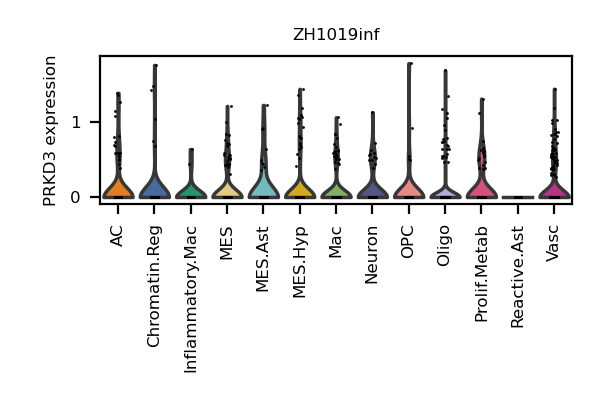 ZH1019inf
PRKD3 expression
1
0
AC
Chromatin.Reg
Inflammatory.Mac
MES
MES.Ast
MES.Hyp
Mac
Neuron
OPC
Oligo
Prolif.Metab
Reactive.Ast
Vasc